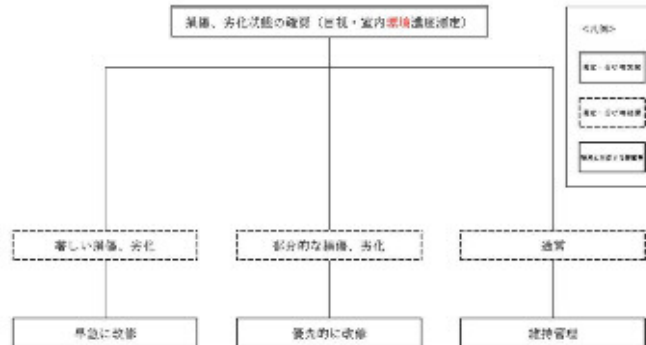 損傷、劣化状態の確認（目視・室内環境濃度測定）
<凡例>
著しい損傷、劣化
部分的な損傷、劣化
通常
早急に改修
優先的に改修
維持管理